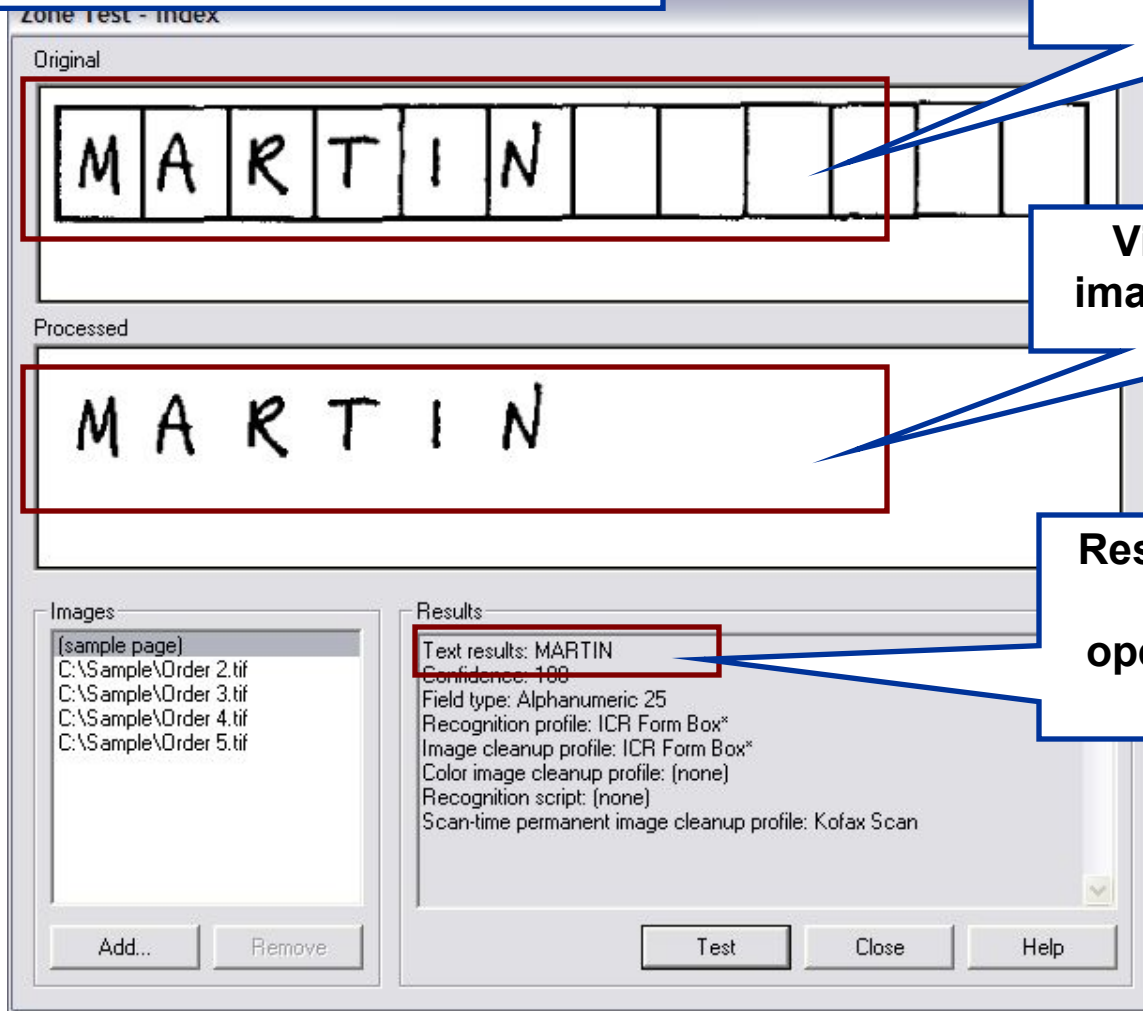 Zone Test - Index
Original
M A R T I N
Processed
M A R T I N
Images
(sample page)
C:\Sample\Order 2.tif
C:\Sample\Order 3.tif
C:\Sample\Order 4.tif
C:\Sample\Order 5.tif
Add...
Remove
Results
Text results: MARTIN
Confidence: 100
Field type: Alphanumeric 25
Recognition profile: ICR Form Box*
Image cleanup profile: ICR Form Box*
Color image cleanup profile: (none)
Recognition script: (none)
Scan-time permanent image cleanup profile: Kofax Scan
Test
Close
Help